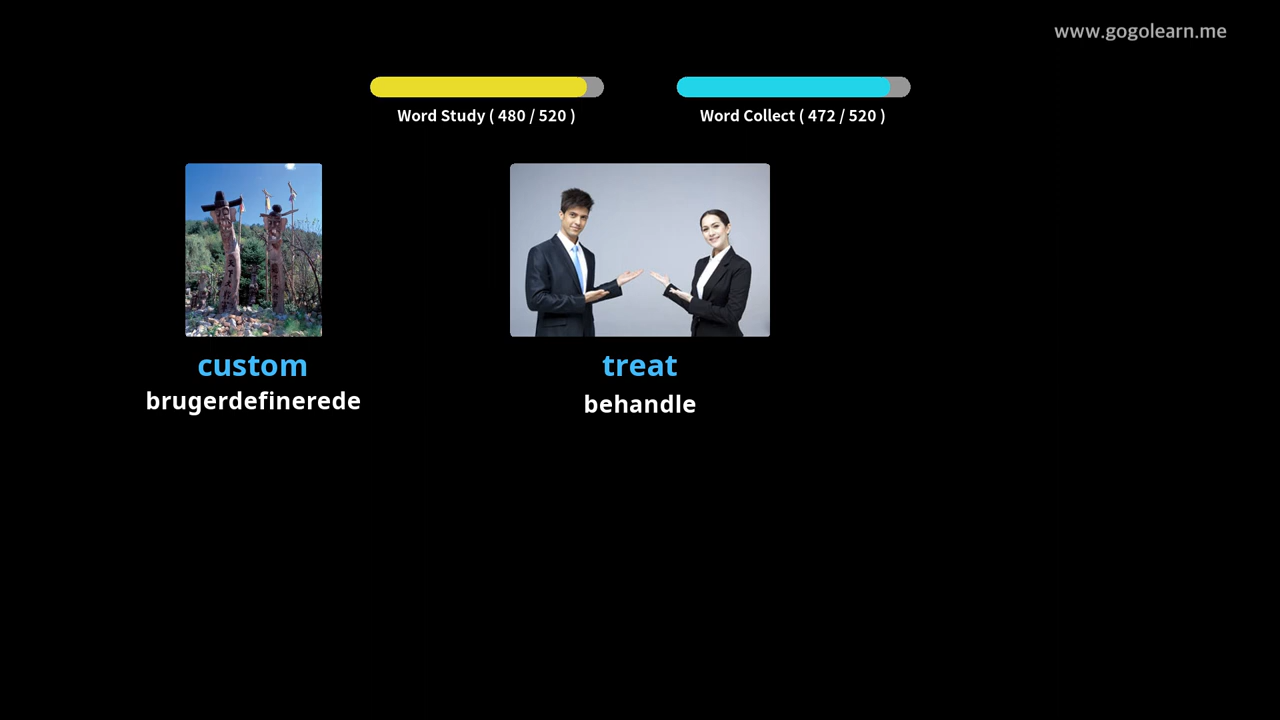 www.gogolearn.me
Word Study ( 480 / 520 )
Word Collect ( 472 / 520 )
custom
brugerdefinerede
treat
behandle